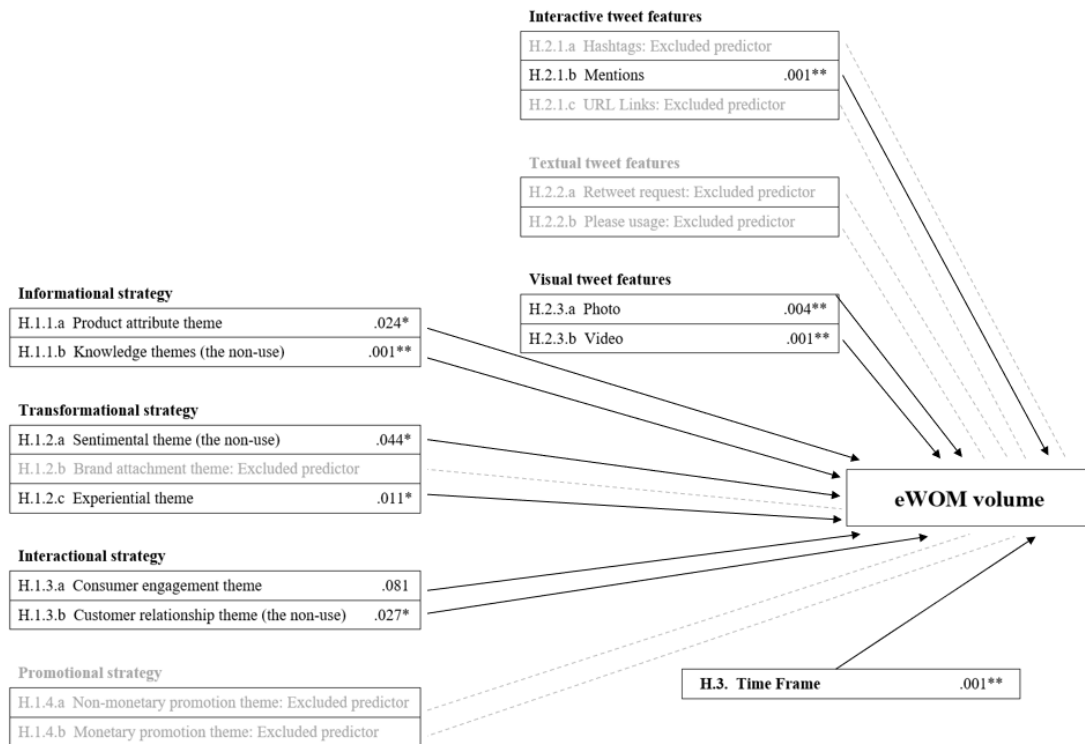 Interactive tweet features
H.2.1.a Hashtags: Excluded predictor
H.2.1.b Mentions .001**
H.2.1.c URL Links: Excluded predictor
Textual tweet features
H.2.2.a Retweet request: Excluded predictor
H.2.2.b Please usage: Excluded predictor
Visual tweet features
H.2.3.a Photo .004**
H.2.3.b Video .001**
Informational strategy
H.1.1.a Product attribute theme .024*
H.1.1.b Knowledge themes (the non-use) .001**
Transformational strategy
H.1.2.a Sentimental theme (the non-use) .044*
H.1.2.b Brand attachment theme: Excluded predictor
H.1.2.c Experiential theme .011*
Interactional strategy
H.1.3.a Consumer engagement theme .081
H.1.3.b Customer relationship theme (the non-use) .027*
Promotional strategy
H.1.4.a Non-monetary promotion theme: Excluded predictor
H.1.4.b Monetary promotion theme: Excluded predictor
eWOM volume
H.3. Time Frame .001**